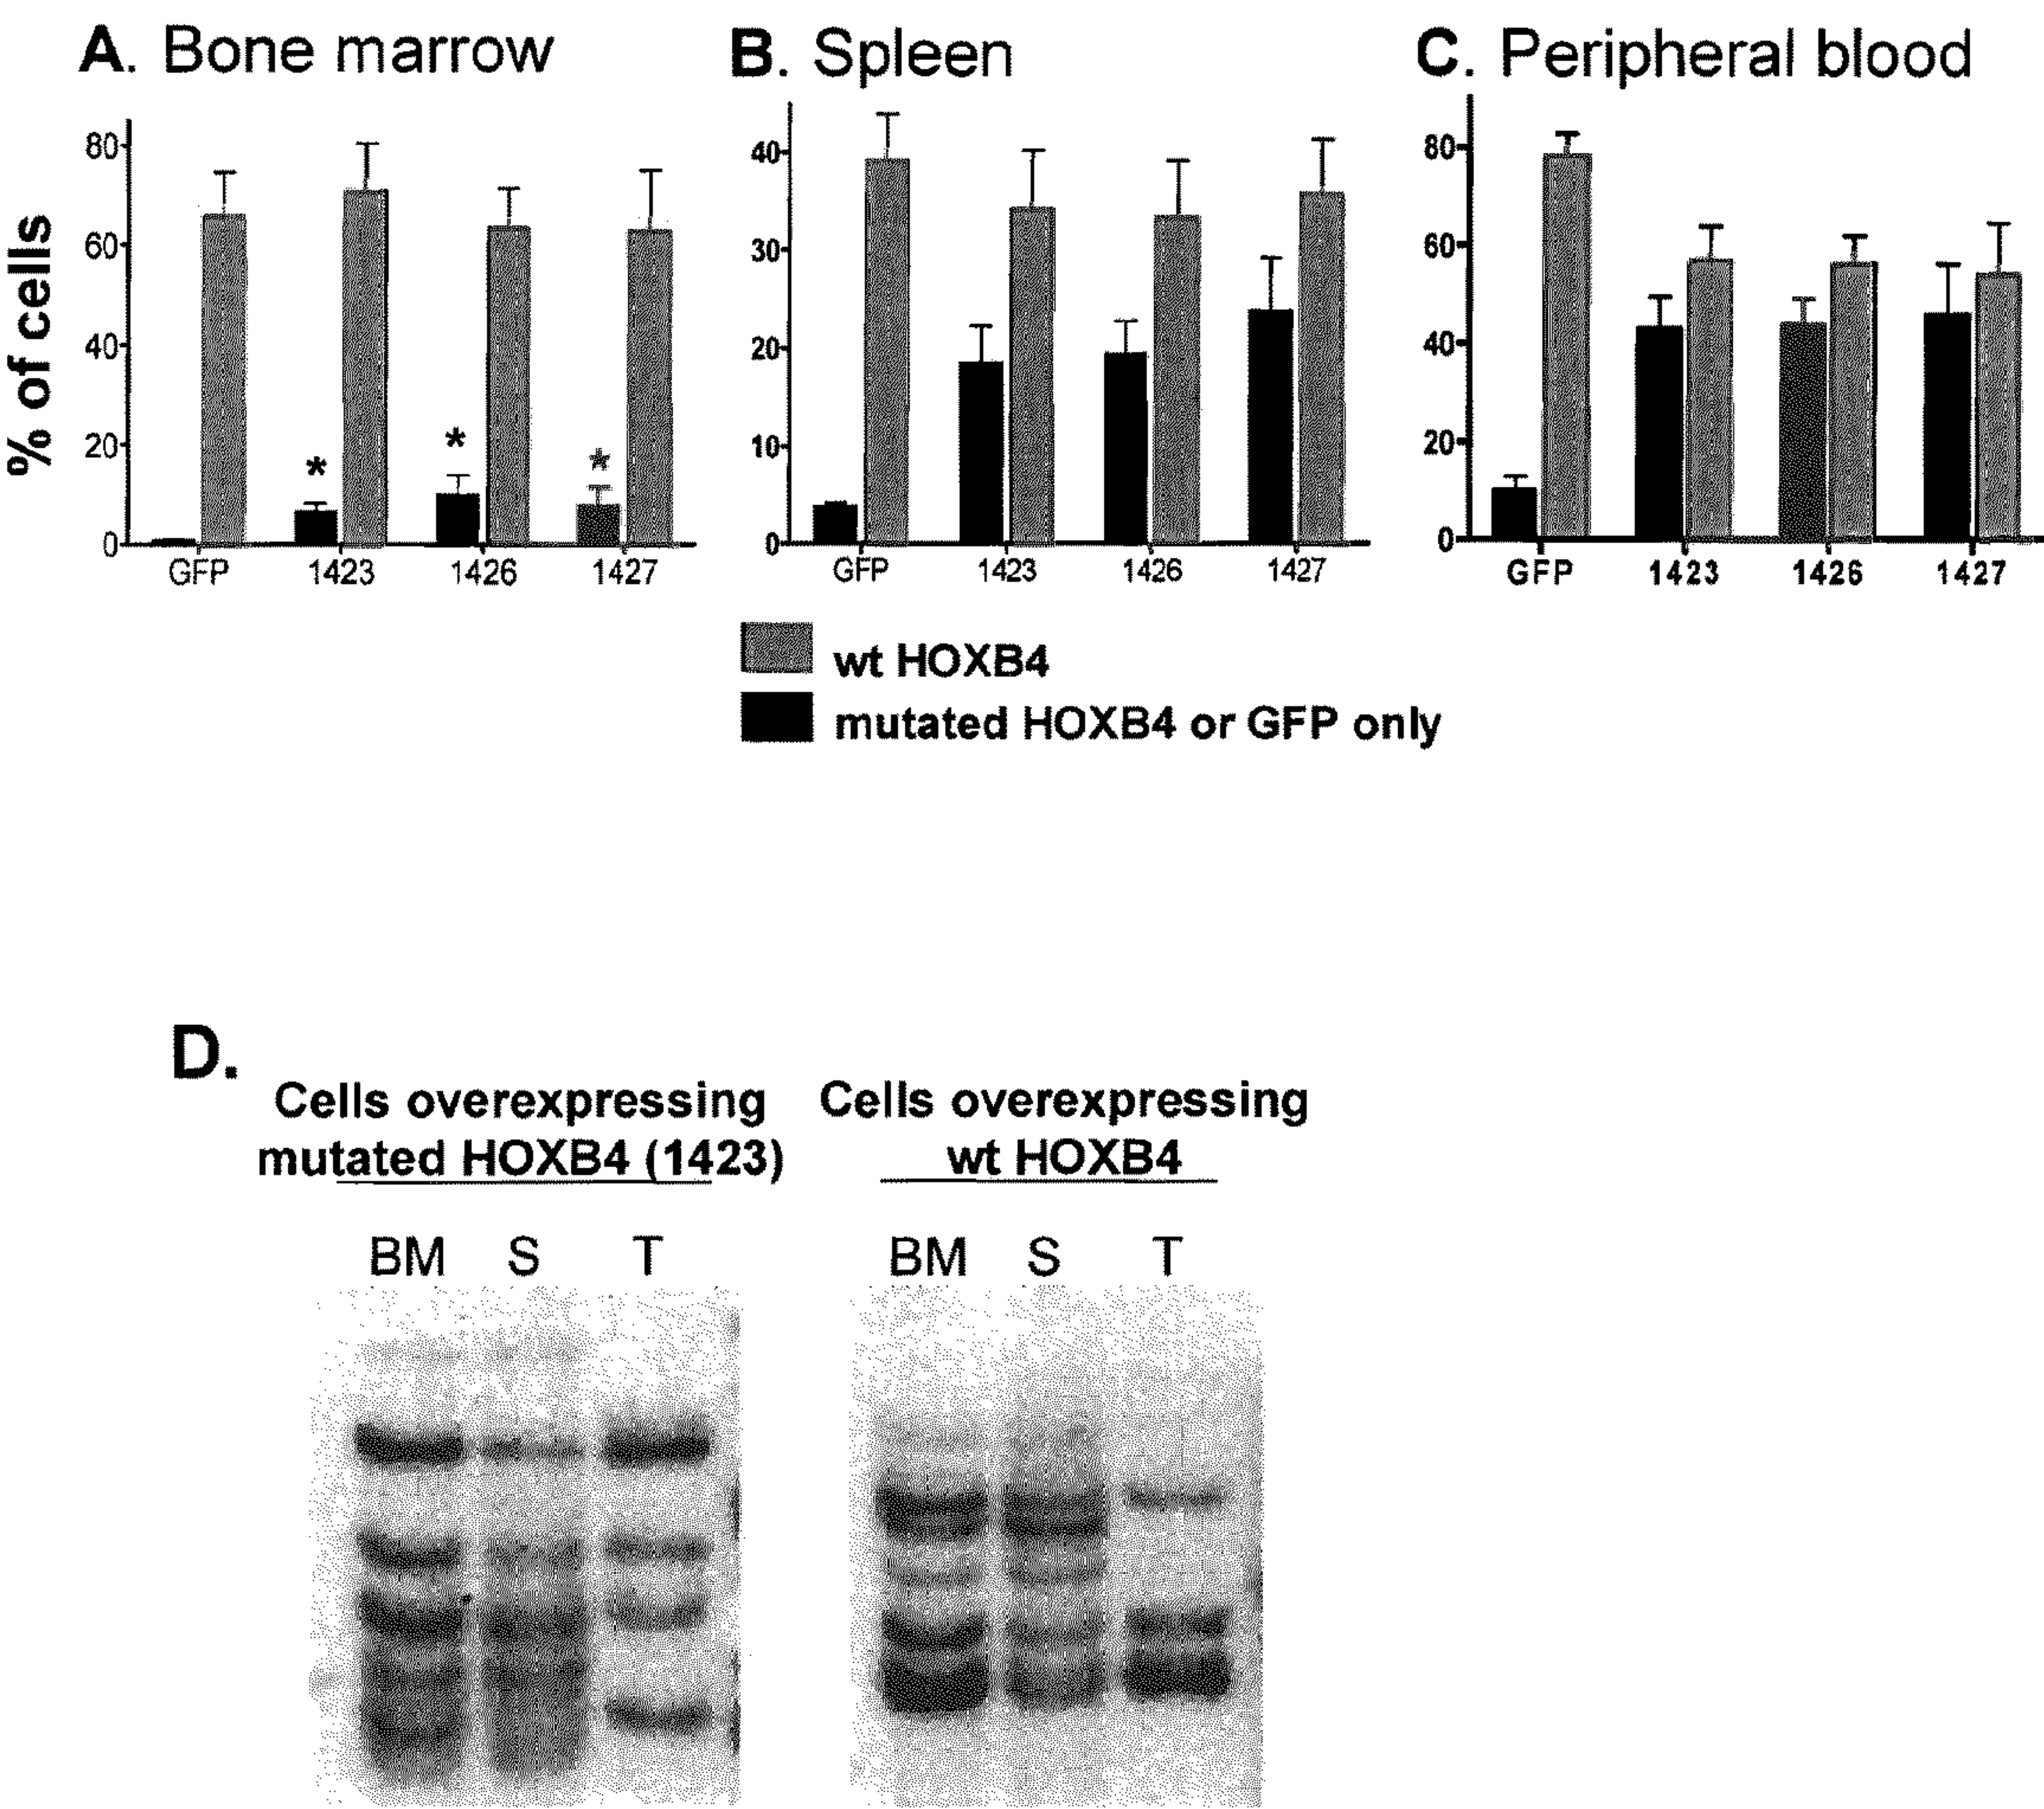 A. Bone marrow
% of cells
80
60
40
20
0
* * *
GFP 1423 1426 1427
B. Spleen
40
30
20
10
0
GFP 1423 1426 1427
C. Peripheral blood
80
60
40
20
0
GFP 1423 1426 1427
wt HOXB4
mutated HOXB4 or GFP only
D.
Cells overexpressing
mutated HOXB4 (1423)
BM S T
Cells overexpressing
wt HOXB4
BM S T